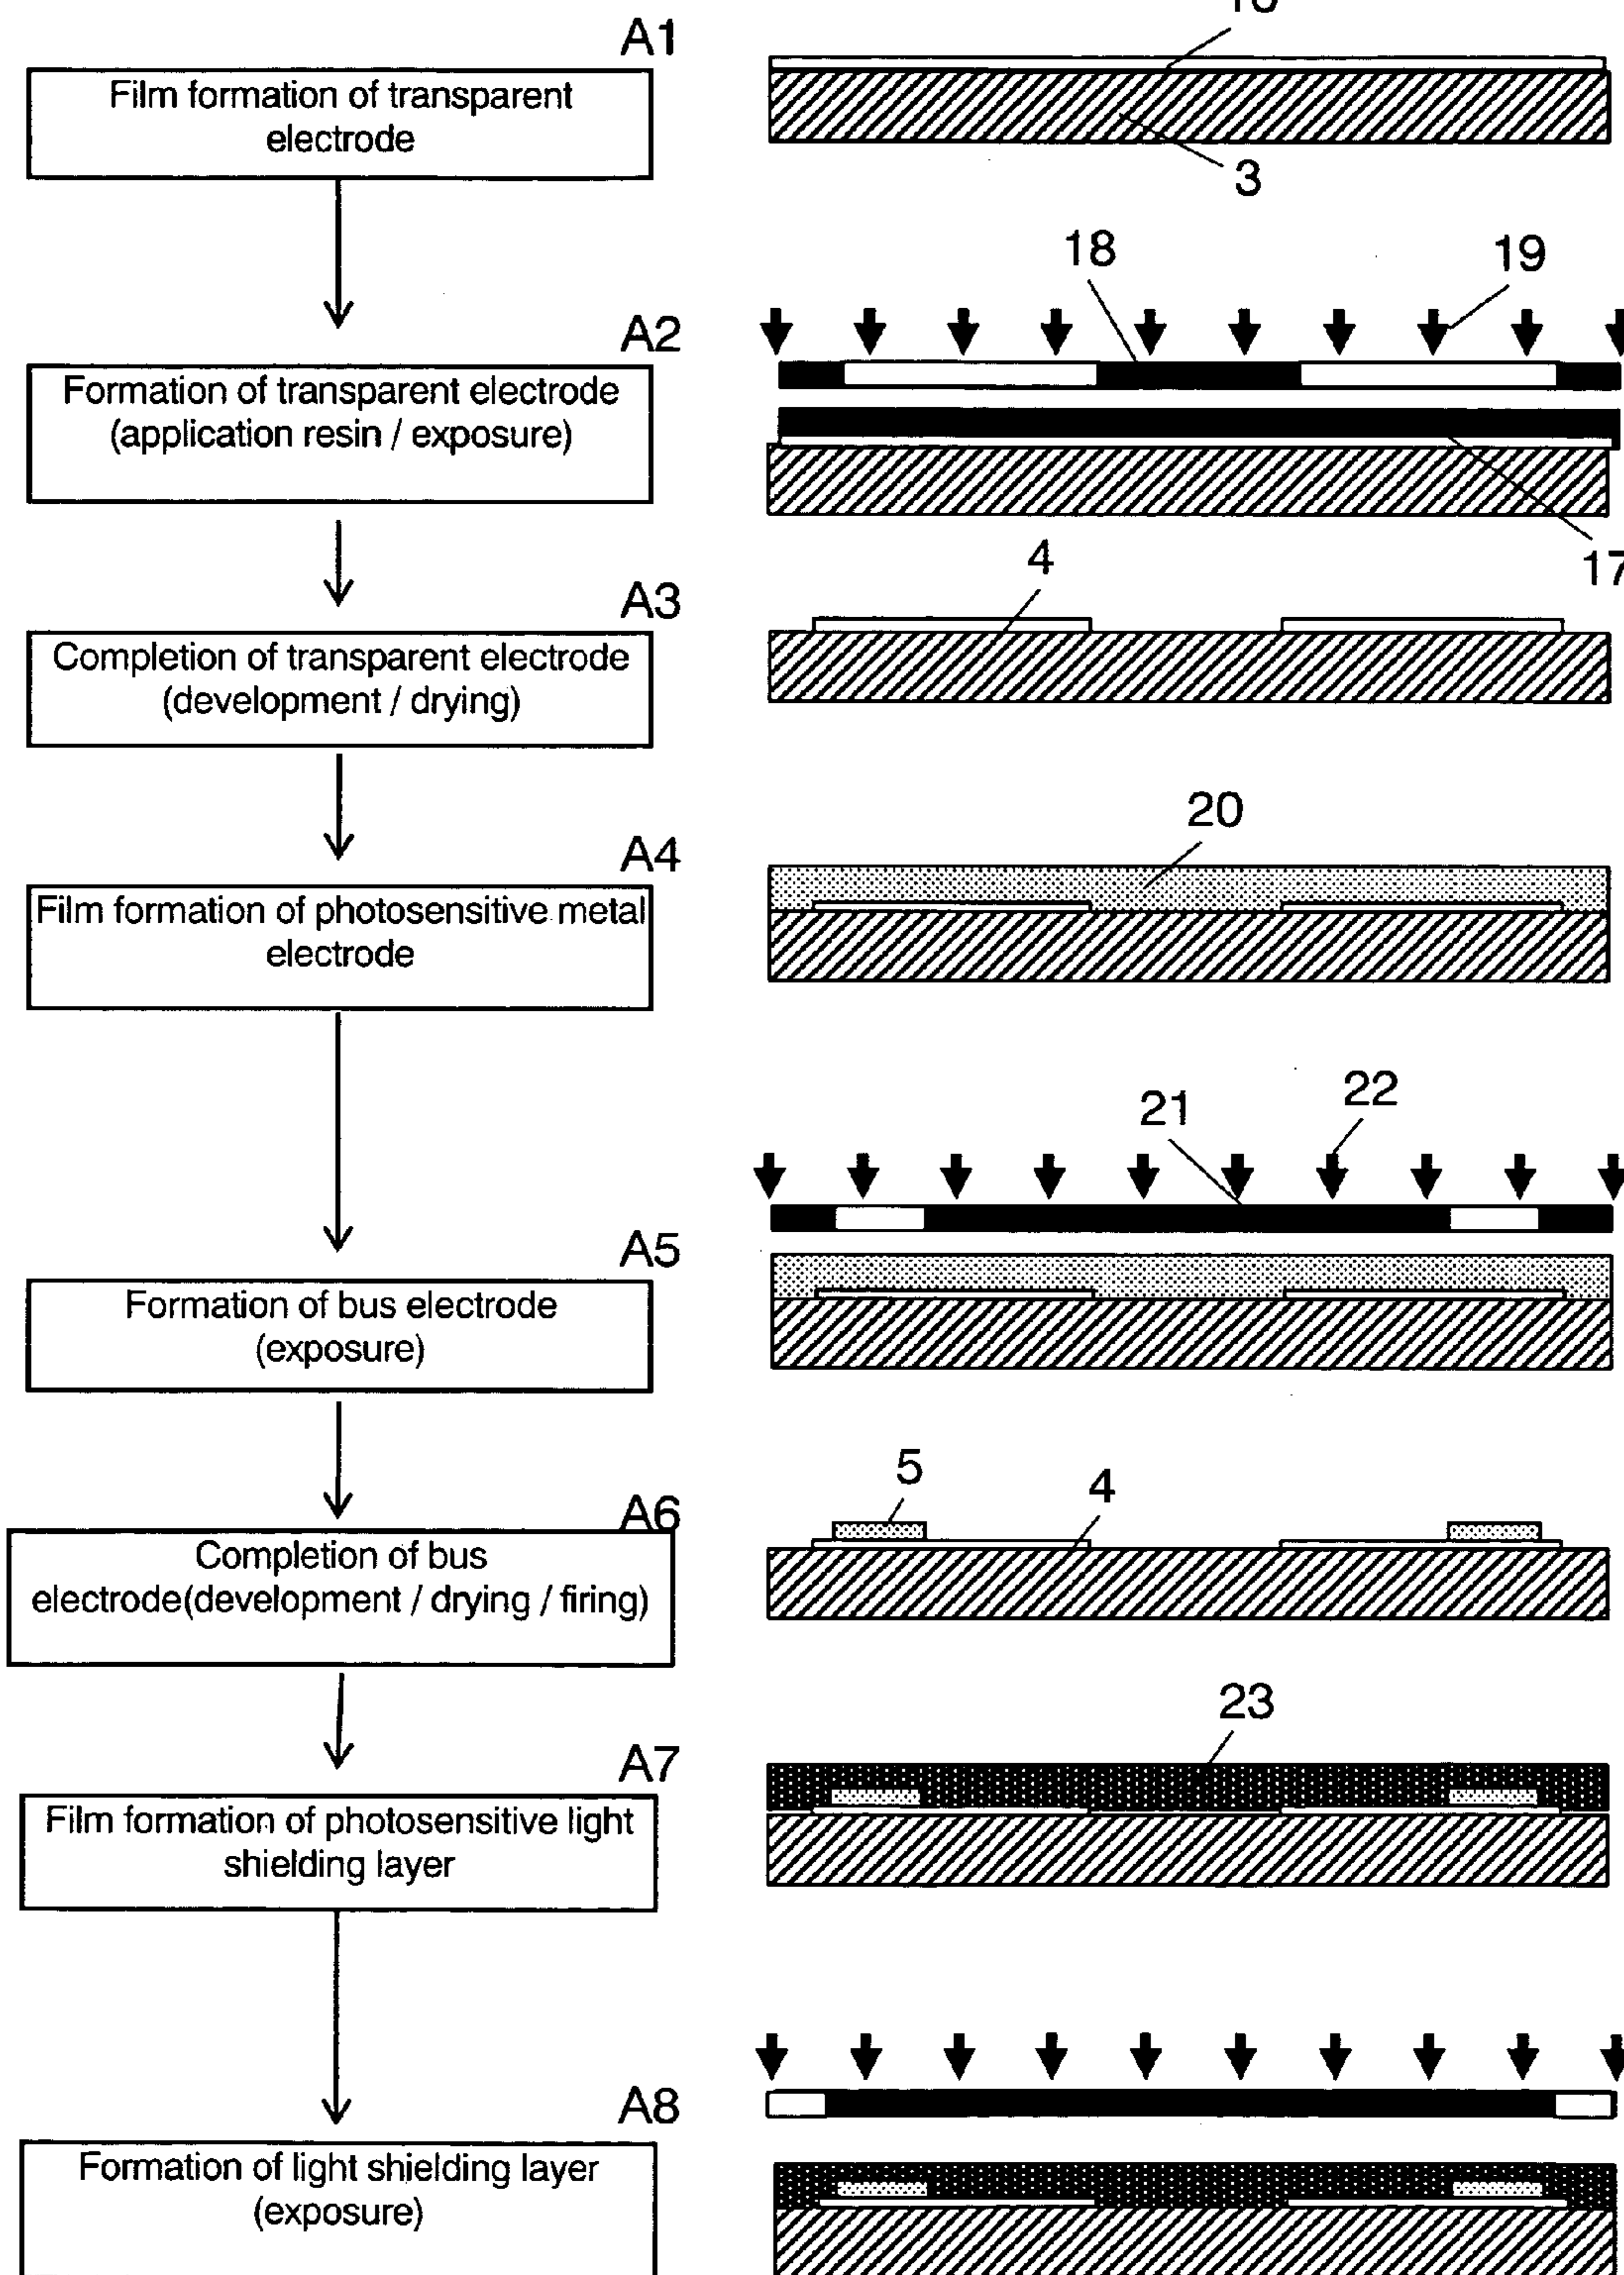 A1
Film formation of transparent
electrode
3
18
19
A2
Formation of transparent electrode
(application resin / exposure)
17
4
A3
Completion of transparent electrode
(development / drying)
20
A4
Film formation of photosensitive metal
electrode
21
22
A5
Formation of bus electrode
(exposure)
5
4
A6
Completion of bus
electrode(development / drying / firing)
23
A7
Film formation of photosensitive light
shielding layer
A8
Formation of light shielding layer
(exposure)